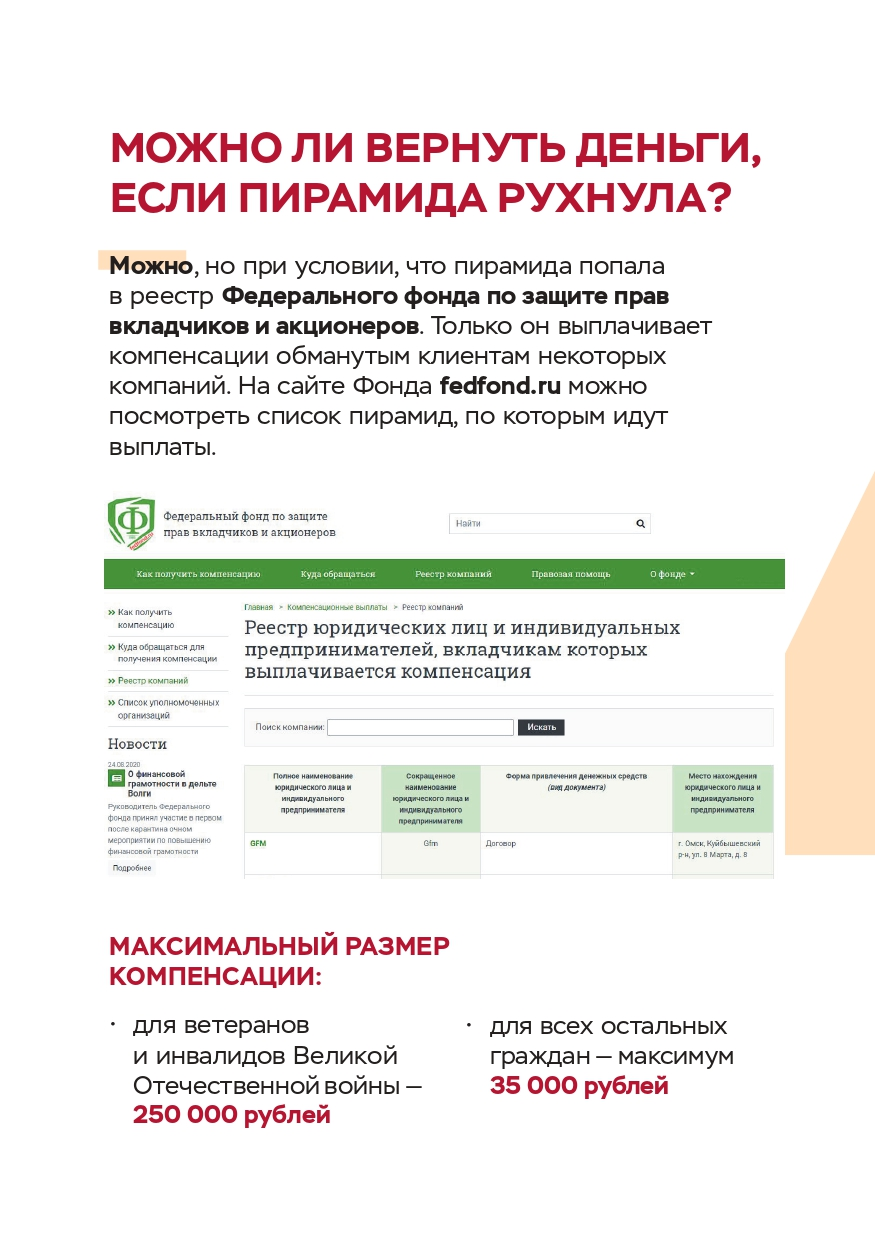 МОЖНО ЛИ ВЕРНУТЬ ДЕНЬГИ,
ЕСЛИ ПИРАМИДА РУХНУЛА?
Можно, но при условии, что пирамида попала
в реестр Федерального фонда по защите прав
вкладчиков и акционеров. Только он выплачивает
компенсации обманутым клиентам некоторых
компаний. На сайте Фонда fedfond.ru можно
посмотреть список пирамид, по которым идут
выплаты.
Федеральный фонд по защите
прав вкладчиков и акционеров
fedfond.ru
Найти
Как получить компенсацию Куда обращаться Реестр компаний Правовая помощь О фонде
Как получить
компенсацию
Куда обращаться для
получения компенсации
Реестр компаний
Список уполномоченных
организаций
Новости
24.08.2020
О финансовой
грамотности в дельте
Волги
Руководитель Федерального
фонда принял участие в первом
после карантина очном
мероприятии по повышению
финансовой грамотности
Подробнее
Главная > Компенсационные выплаты > Реестр компаний
Реестр юридических лиц и индивидуальных
предпринимателей, вкладчикам которых
выплачивается компенсация
Поиск компании: Искать
Полное наименование
юридического лица и
индивидуального
предпринимателя
Сокращенное
наименование
юридического лица и
индивидуального
предпринимателя
Форма привлечения денежных средств
(вид документа)
Место нахождения
юридического лица и
индивидуального
предпринимателя
GFM
Gfm
Договор
г. Омск, Куйбышевский
р-н, ул. 8 Марта, д. 8
МАКСИМАЛЬНЫЙ РАЗМЕР
КОМПЕНСАЦИИ:
· для ветеранов
и инвалидов Великой
Отечественной войны —
250 000 рублей
· для всех остальных
граждан — максимум
35 000 рублей